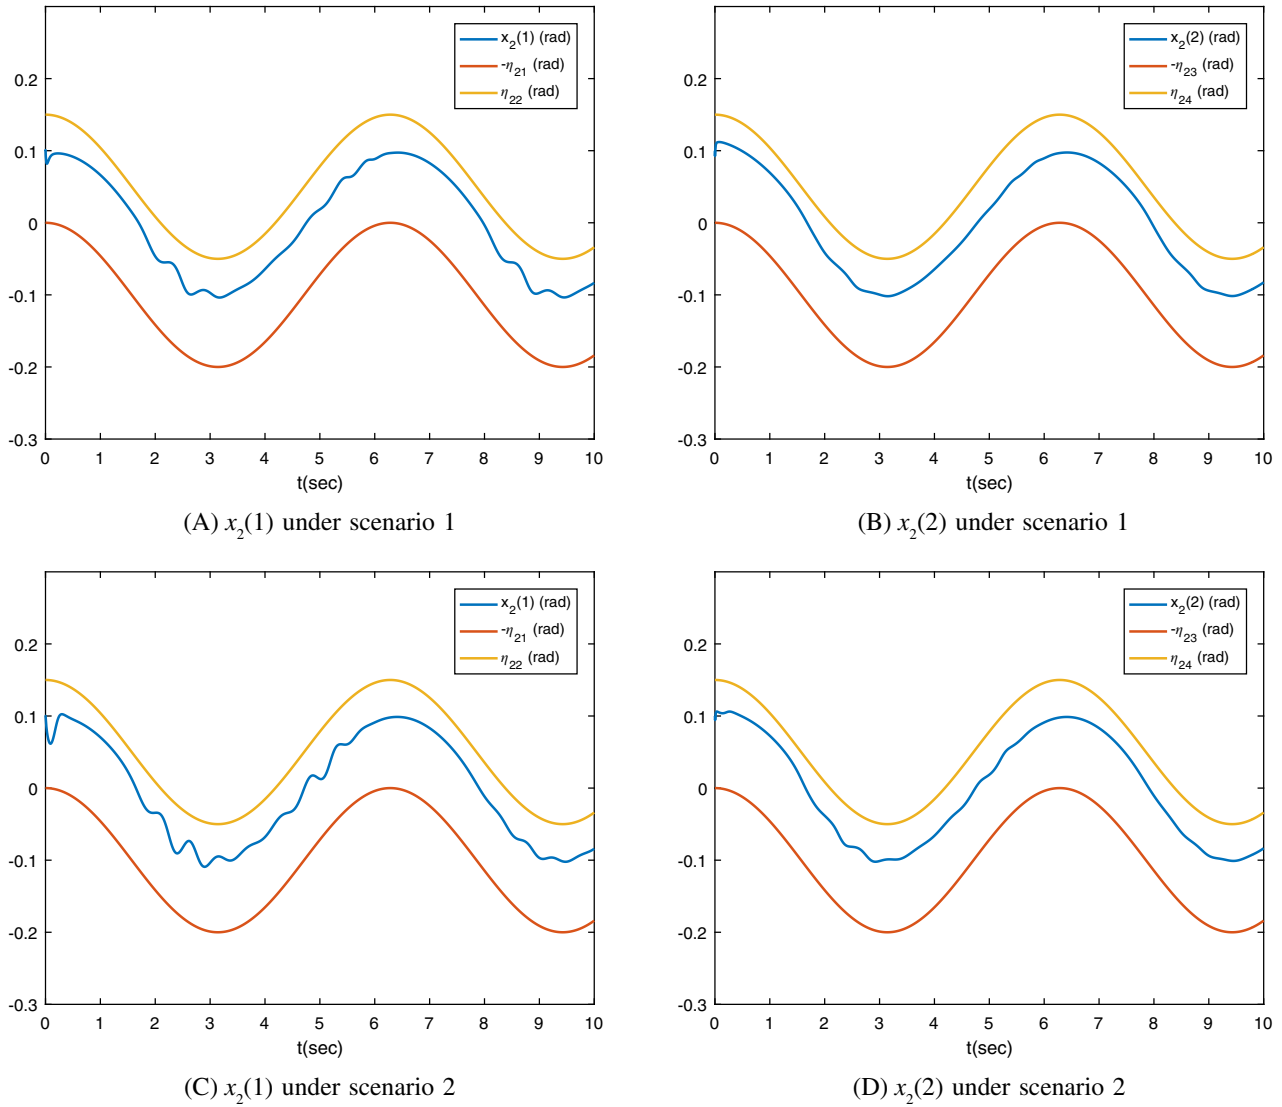 x₂(1) (rad)
-η₂₁ (rad)
η₂₂ (rad)
0.2
0.1
0
-0.1
-0.2
-0.3
0 1 2 3 4 5 6 7 8 9 10
t(sec)
(A) x₂(1) under scenario 1
x₂(2) (rad)
-η₂₃ (rad)
η₂₄ (rad)
0.2
0.1
0
-0.1
-0.2
-0.3
0 1 2 3 4 5 6 7 8 9 10
t(sec)
(B) x₂(2) under scenario 1
x₂(1) (rad)
-η₂₁ (rad)
η₂₂ (rad)
0.2
0.1
0
-0.1
-0.2
-0.3
0 1 2 3 4 5 6 7 8 9 10
t(sec)
(C) x₂(1) under scenario 2
x₂(2) (rad)
-η₂₃ (rad)
η₂₄ (rad)
0.2
0.1
0
-0.1
-0.2
-0.3
0 1 2 3 4 5 6 7 8 9 10
t(sec)
(D) x₂(2) under scenario 2